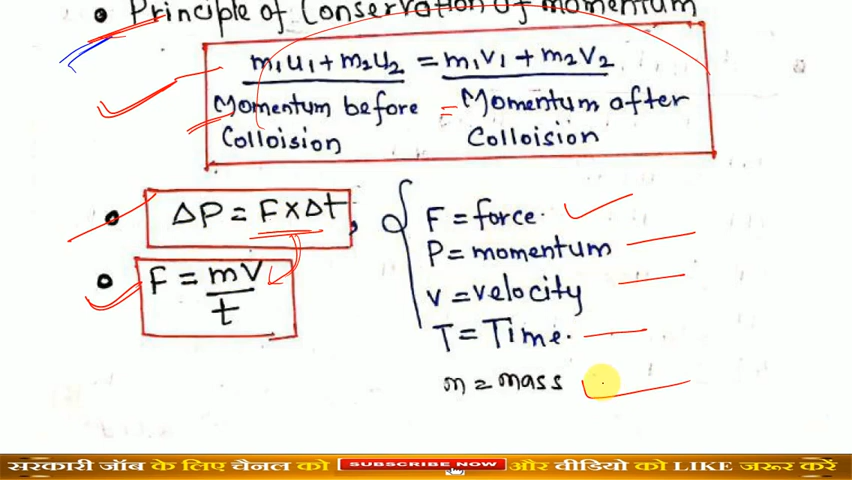 • Principle of Conservation of momentum
m₁u₁ + m₂u₂ = m₁v₁ + m₂v₂
Momentum before = Momentum after
Colloision Colloision
• ΔP = F×Δt,
F = force.
P = momentum
• F = mV/t
V = velocity
T = Time.
m = mass
सरकारी जॉब के लिए चैनल को SUBSCRIBE NOW और वीडियो को LIKE जरूर करें